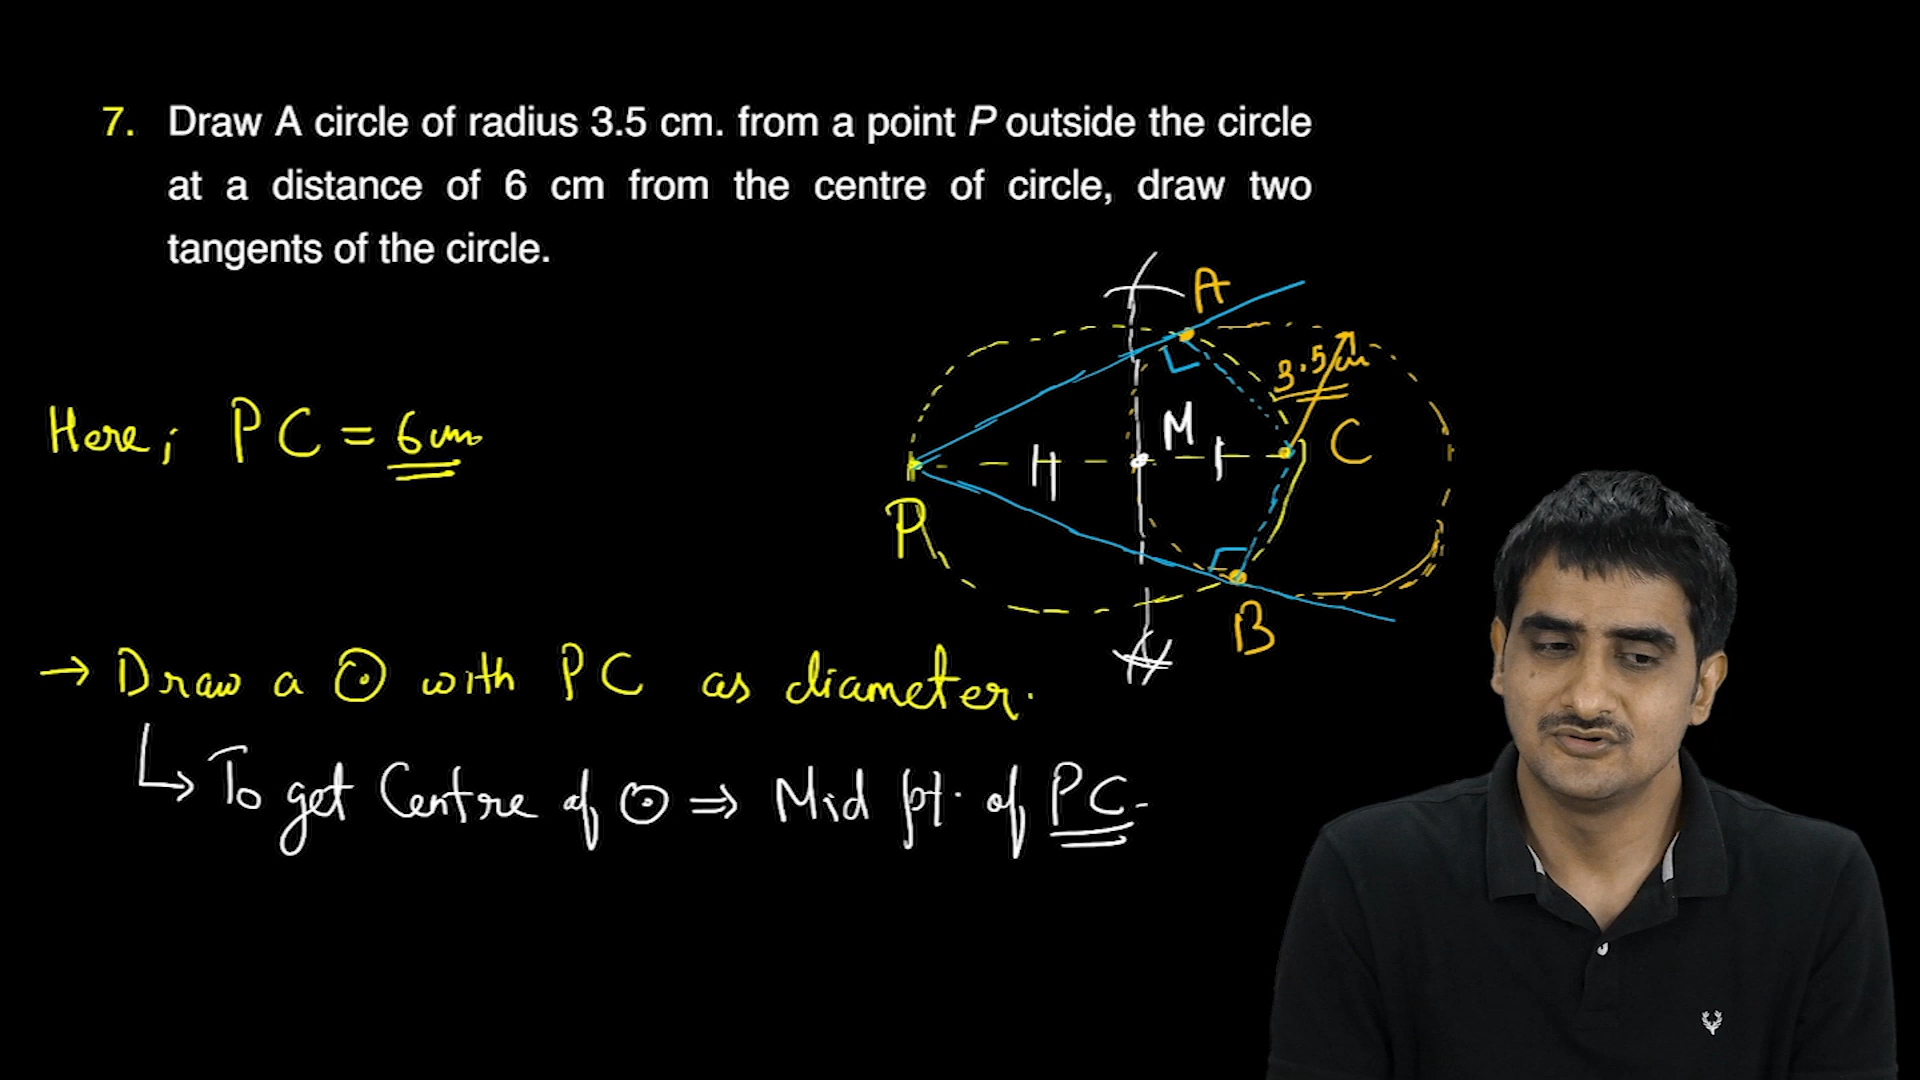 7. Draw A circle of radius 3.5 cm. from a point P outside the circle
at a distance of 6 cm from the centre of circle, draw two
tangents of the circle.
A
3.5cm
Here; PC = 6cm
M
C
P
B
→ Draw a ⊙ with PC as diameter.
↳ To get Centre of ⊙ ⇒ Mid pt. of PC.